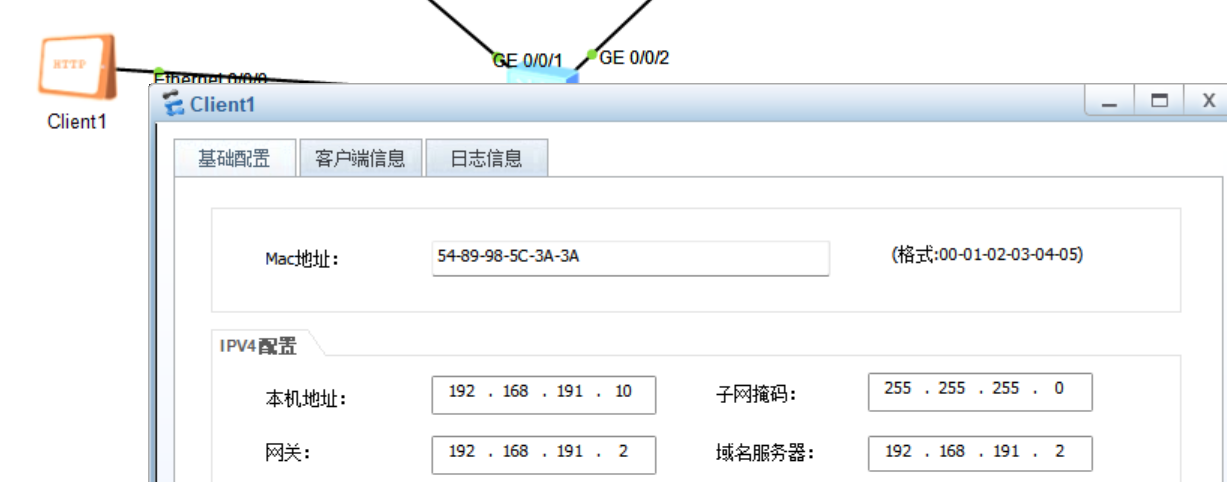 HTTP
GE 0/0/1
GE 0/0/2
Ethernet 0/0/0
Client1
Client1
基础配置
客户端信息
日志信息
Mac地址:
54-89-98-5C-3A-3A
(格式:00-01-02-03-04-05)
IPV4配置
本机地址:
192 . 168 . 191 . 10
子网掩码:
255 . 255 . 255 . 0
网关:
192 . 168 . 191 . 2
域名服务器:
192 . 168 . 191 . 2